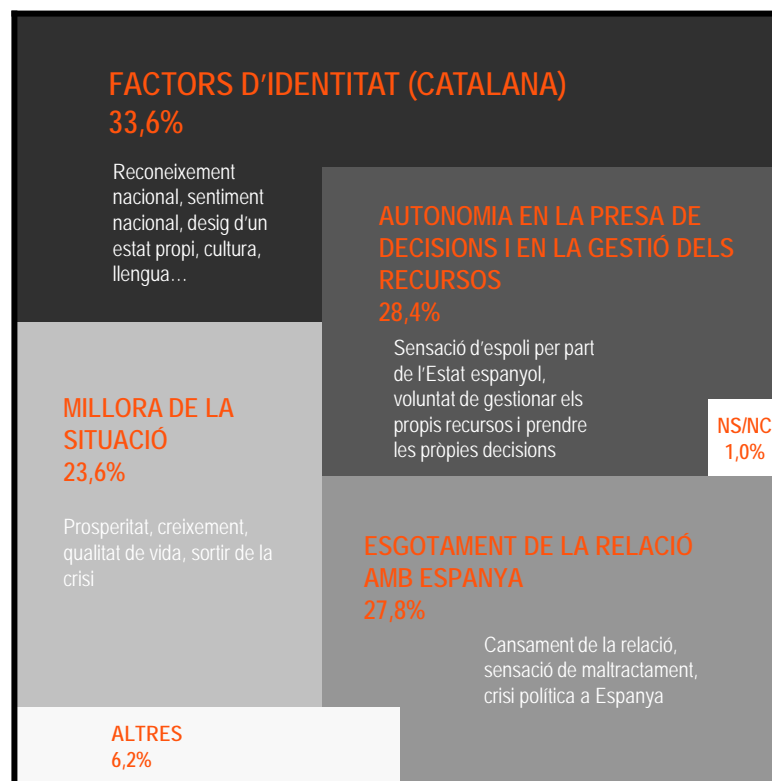 FACTORS D'IDENTITAT (CATALANA)
33,6%
Reconeixement
nacional, sentiment
nacional, desig d'un
estat propi, cultura,
llengua…
AUTONOMIA EN LA PRESA DE
DECISIONS I EN LA GESTIÓ DELS
RECURSOS
28,4%
Sensació d'espoli per part
de l'Estat espanyol,
voluntat de gestionar els
propis recursos i prendre
les pròpies decisions
NS/NC
1,0%
MILLORA DE LA
SITUACIÓ
23,6%
Prosperitat, creixement,
qualitat de vida, sortir de la
crisi
ESGOTAMENT DE LA RELACIÓ
AMB ESPANYA
27,8%
Cansament de la relació,
sensació de maltractament,
crisi política a Espanya
ALTRES
6,2%